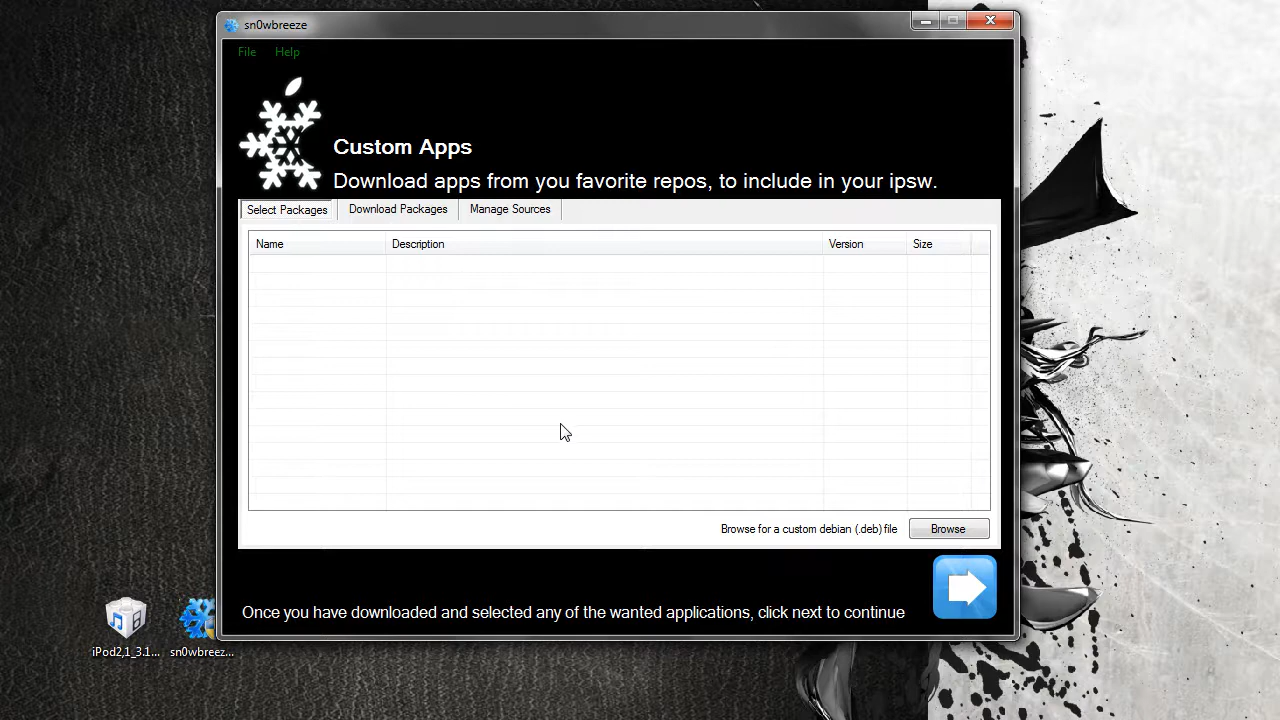 sn0wbreeze
File Help
Custom Apps
Download apps from you favorite repos, to include in your ipsw.
Select Packages Download Packages Manage Sources
Name Description Version Size
Browse for a custom debian (.deb) file Browse
Once you have downloaded and selected any of the wanted applications, click next to continue
iPod2,1_3.1... sn0wbreez...